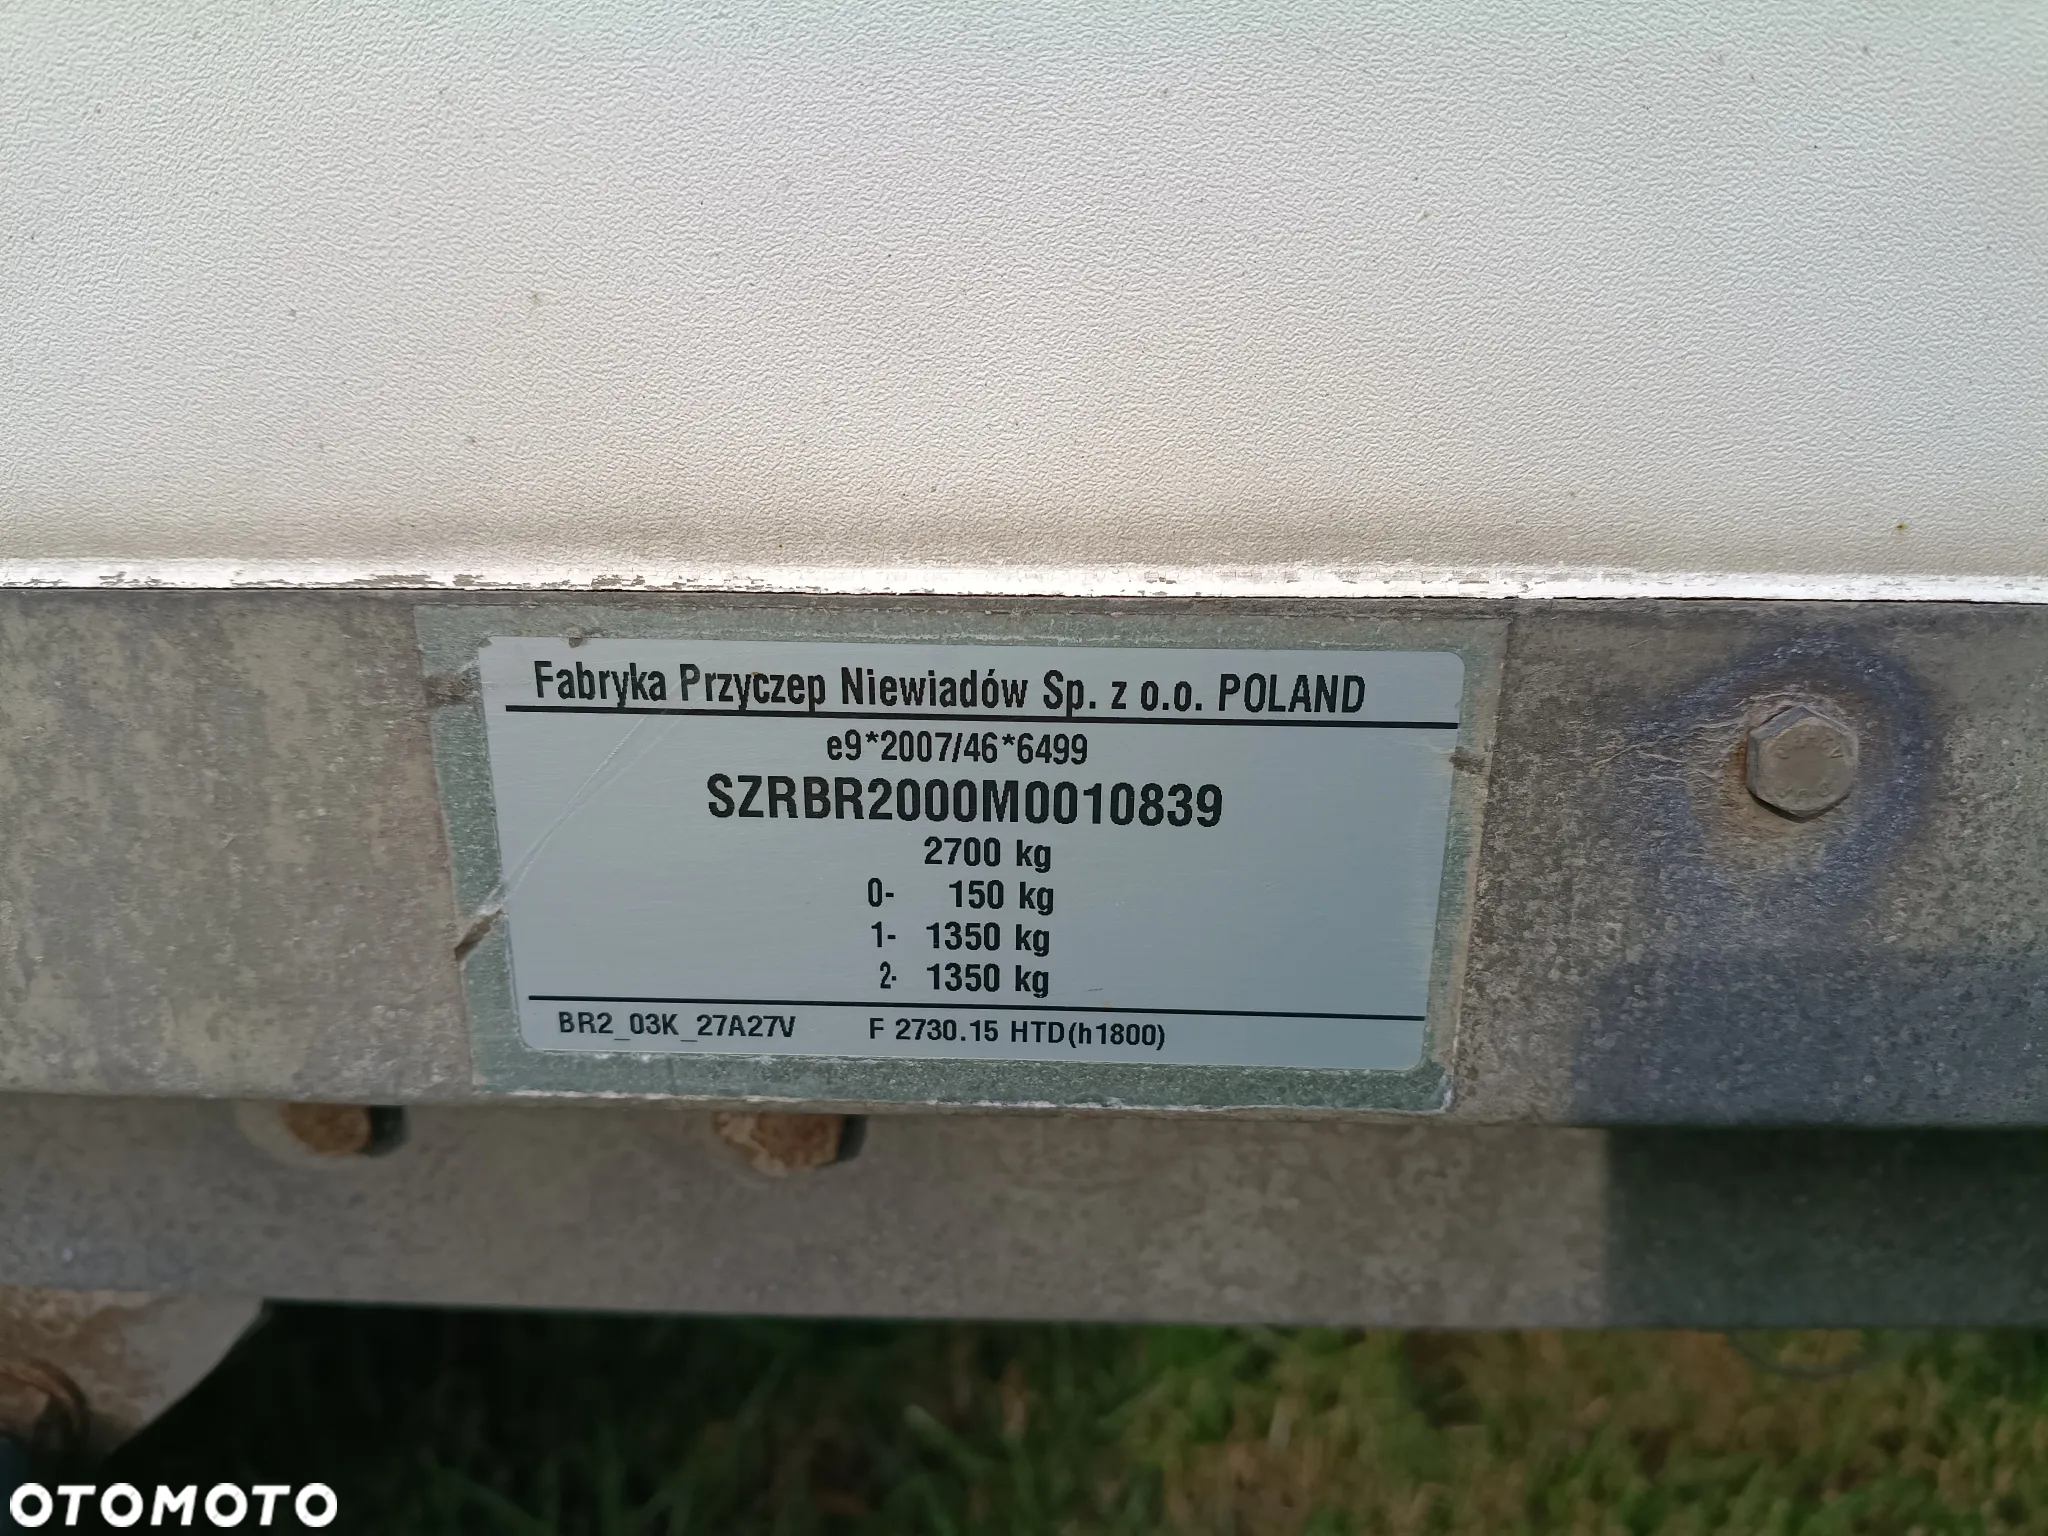 Fabryka Przyczep Niewiadów Sp. z o.o. POLAND
e9*2007/46*6499
SZRBR2000M0010839
2700 kg
0- 150 kg
1- 1350 kg
2- 1350 kg
BR2_03K_27A27V F 2730.15 HTD(h1800)
OTOMOTO